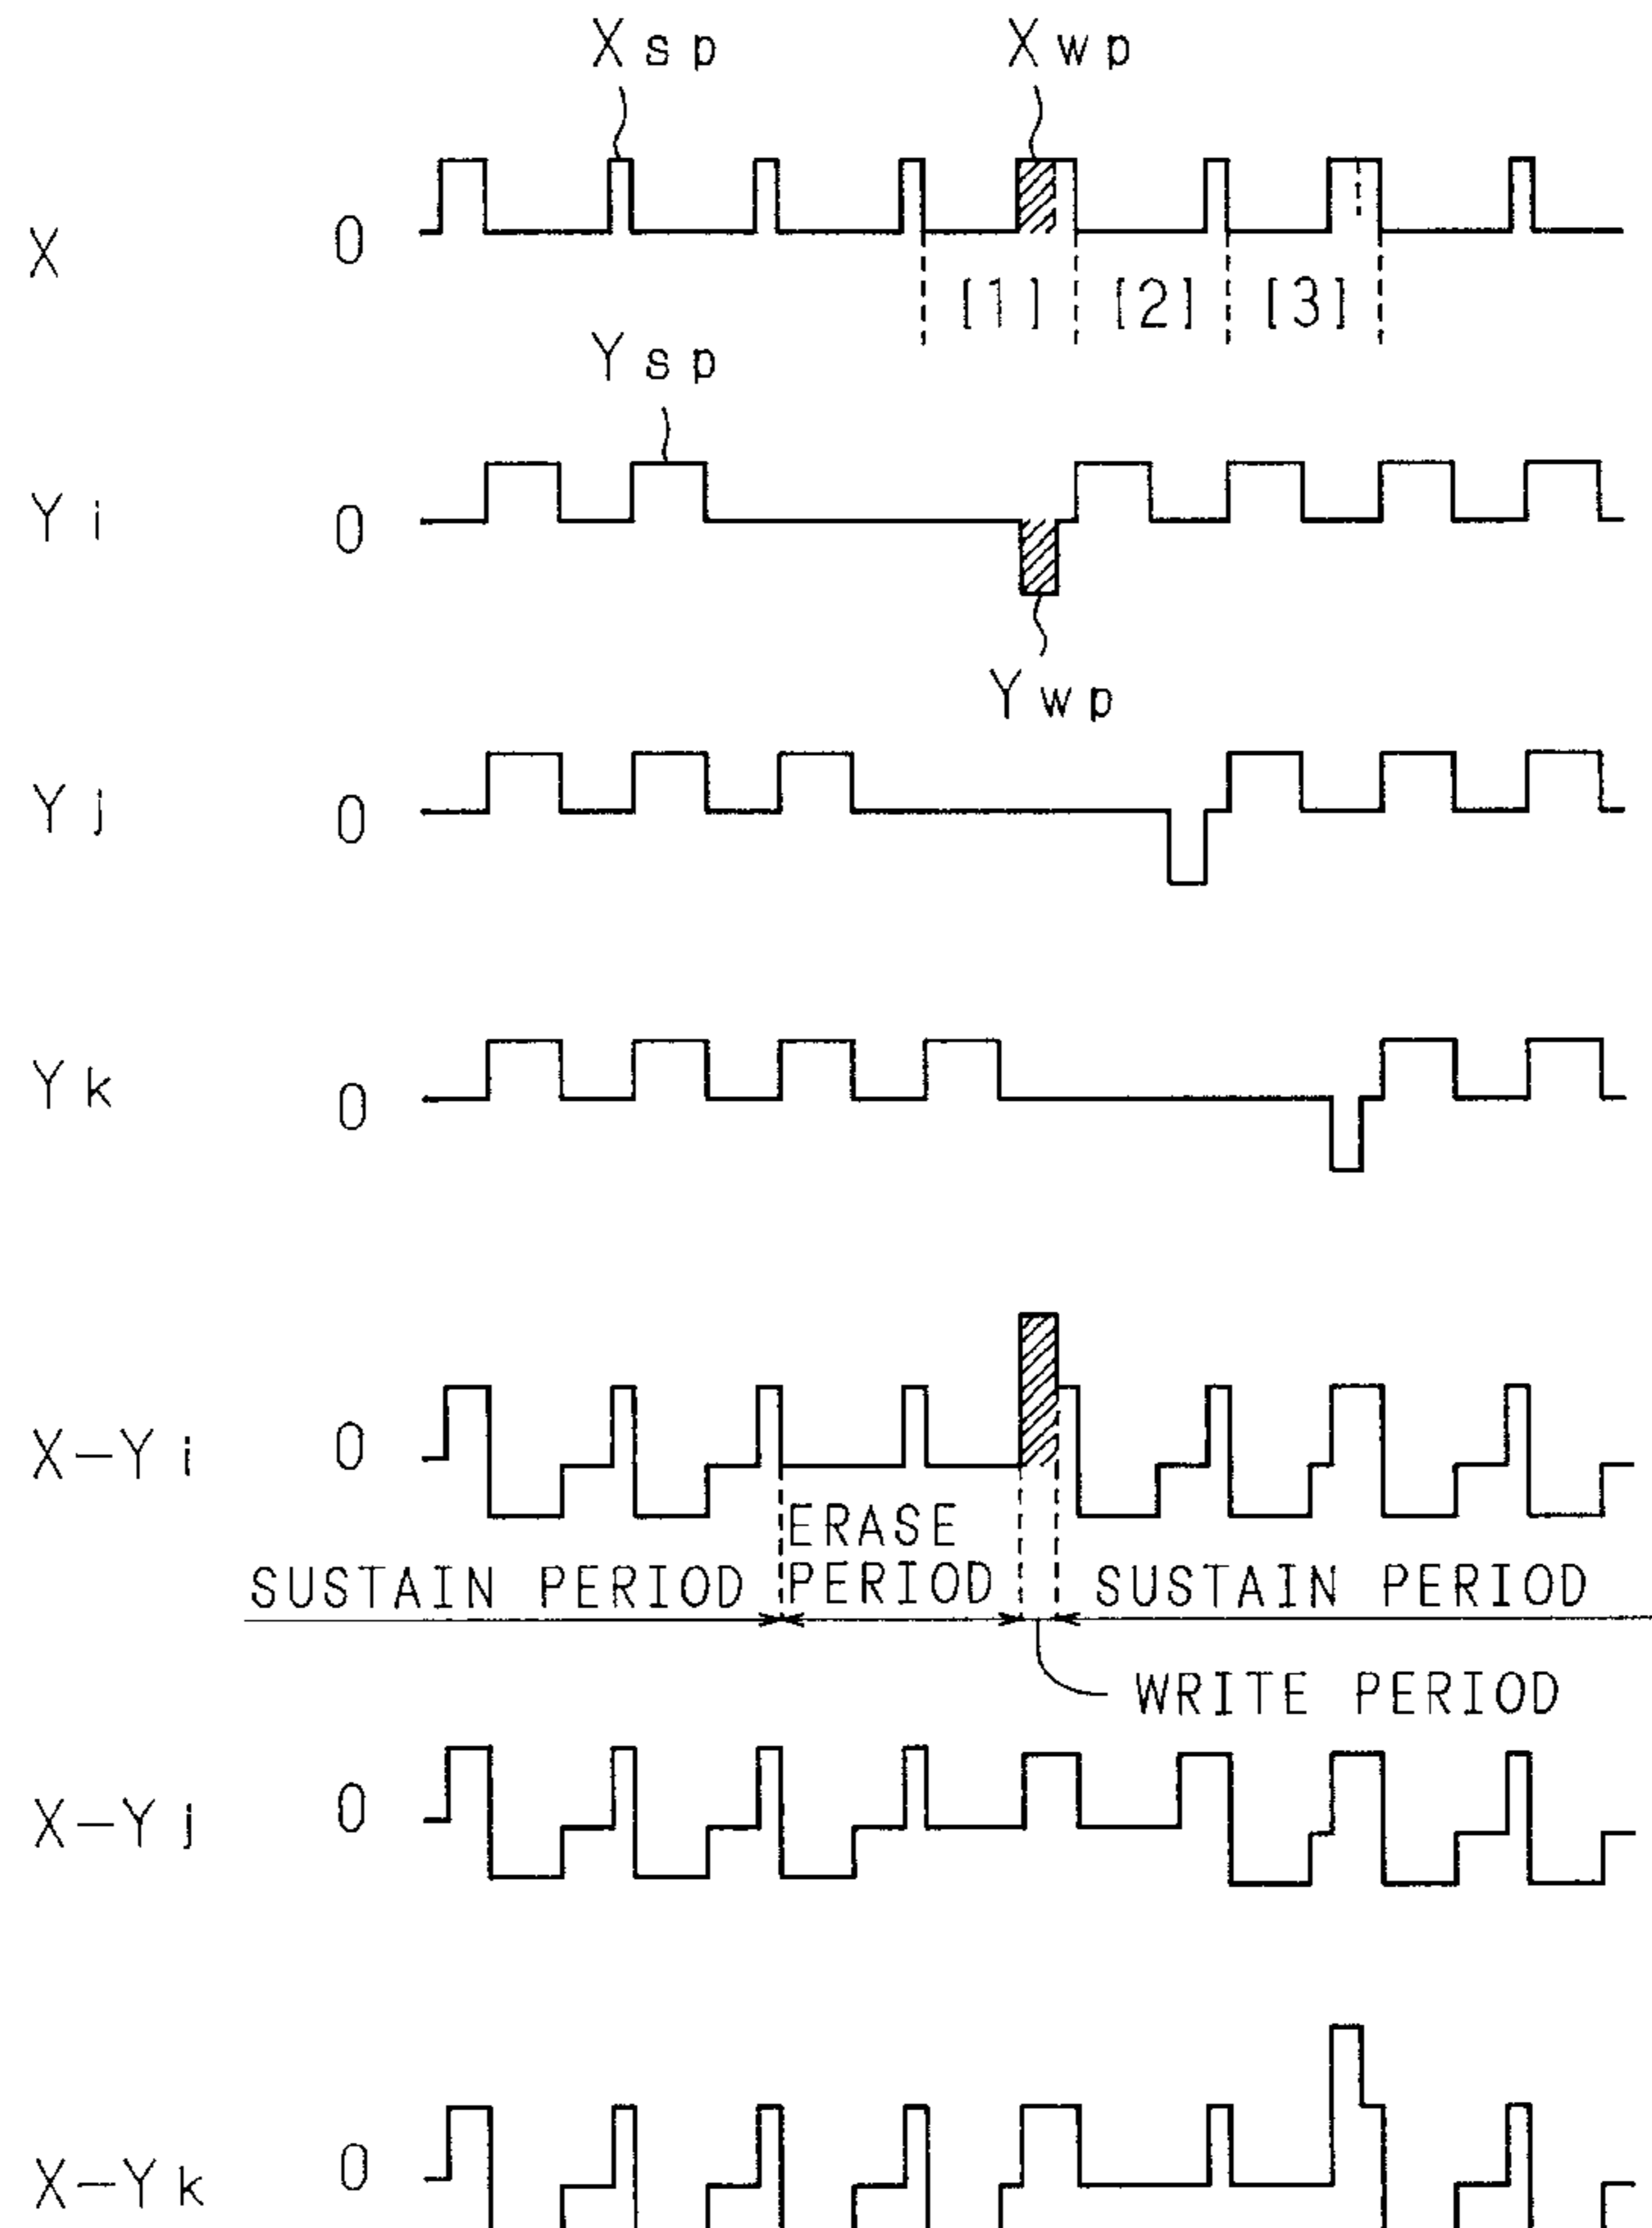 Xsp Xwp
X 0
[1] [2] [3]
Ysp
Yi 0
Ywp
Yj 0
Yk 0
X-Yi 0
ERASE
SUSTAIN PERIOD PERIOD SUSTAIN PERIOD
WRITE PERIOD
X-Yj 0
X-Yk 0